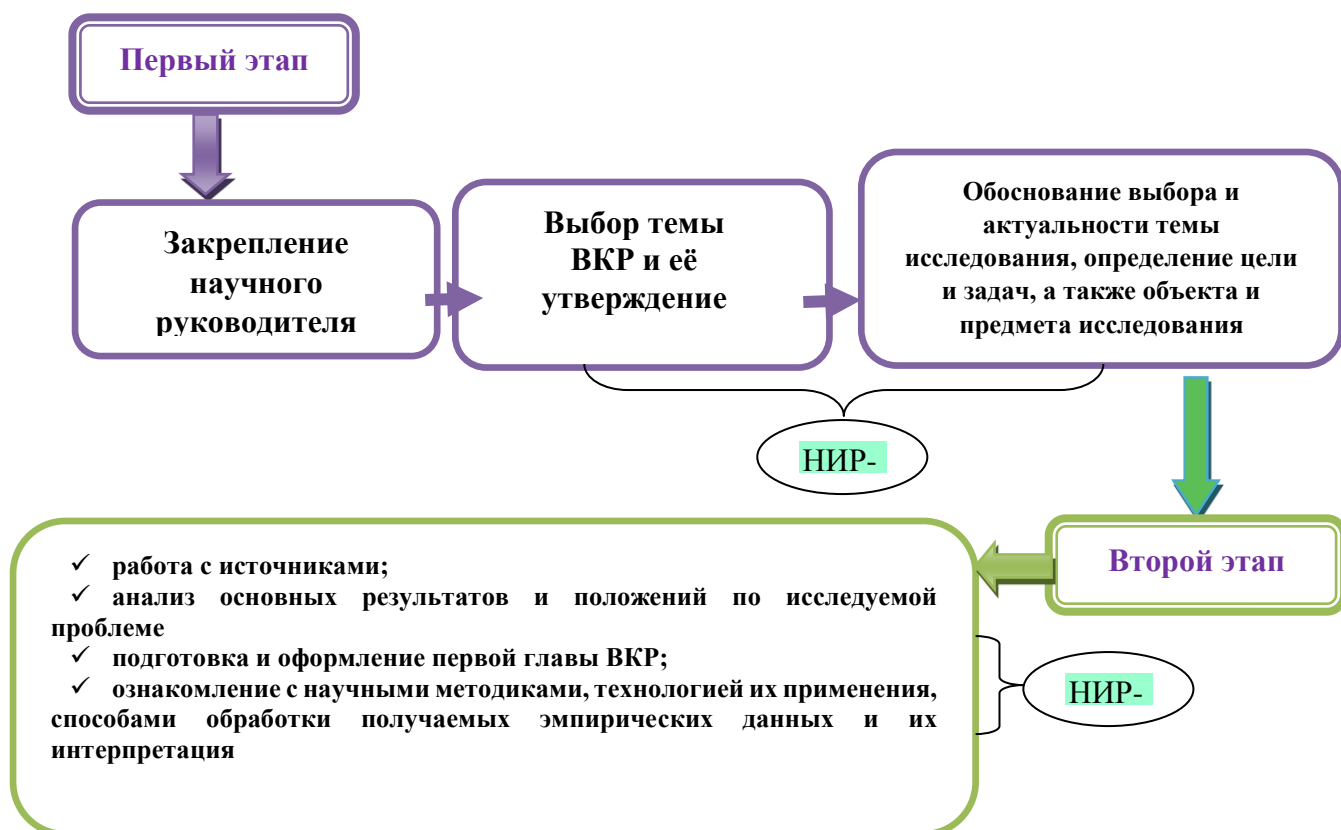 Первый этап
Закрепление
научного
руководителя
Выбор темы
ВКР и её
утверждение
Обоснование выбора и
актуальности темы
исследования, определение цели
и задач, а также объекта и
предмета исследования
НИР-
Второй этап
✓ работа с источниками;
✓ анализ основных результатов и положений по исследуемой
проблеме
✓ подготовка и оформление первой главы ВКР;
✓ ознакомление с научными методиками, технологией их применения,
способами обработки получаемых эмпирических данных и их
интерпретация
НИР-